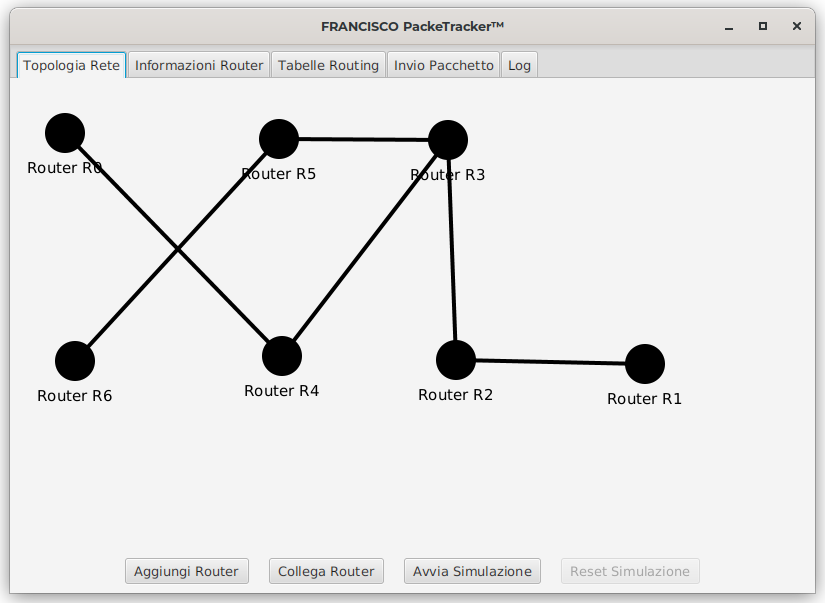 FRANCISCO PackeTracker™
Topologia Rete Informazioni Router Tabelle Routing Invio Pacchetto Log
Router R0 Router R5 Router R3
Router R6 Router R4 Router R2 Router R1
Aggiungi Router Collega Router Avvia Simulazione Reset Simulazione